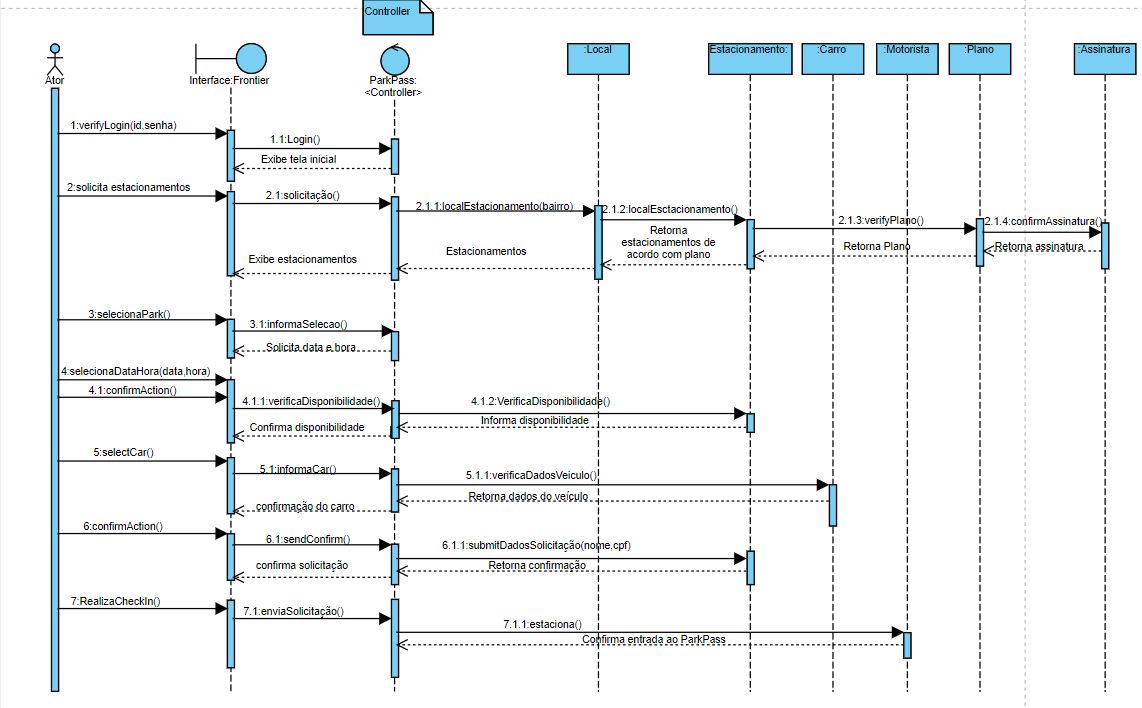 Controller
Ator
Interface:Frontier
ParkPass:
<Controller>
:Local
Estacionamento:
:Carro
:Motorista
:Plano
:Assinatura
1:verifyLogin(id,senha)
1.1:Login()
Exibe tela inicial
2:solicita estacionamentos
2.1:solicitação()
2.1.1:localEstacionamento(bairro)
2.1.2:localEsctacionamento()
2.1.3:verifyPlano()
2.1.4:confirmAssinatura()
Retorna assinatura
Retorna Plano
Retorna
estacionamentos de
acordo com plano
Estacionamentos
Exibe estacionamentos
3:selecionaPark()
3.1:informaSelecao()
Solicita data e hora
4:selecionaDataHora(data,hora)
4.1:confirmAction()
4.1.1:verificaDisponibilidade()
4.1.2:VerificaDisponibilidade()
Informa disponibilidade
Confirma disponibilidade
5:selectCar()
5.1:informaCar()
5.1.1:verificaDadosVeiculo()
Retorna dados do veículo
confirmação do carro
6:confirmAction()
6.1:sendConfirm()
6.1.1:submitDadosSolicitação(nome,cpf)
Retorna confirmação
confirma solicitação
7:RealizaCheckIn()
7.1:enviaSolicitação()
7.1.1:estaciona()
Confirma entrada ao ParkPass